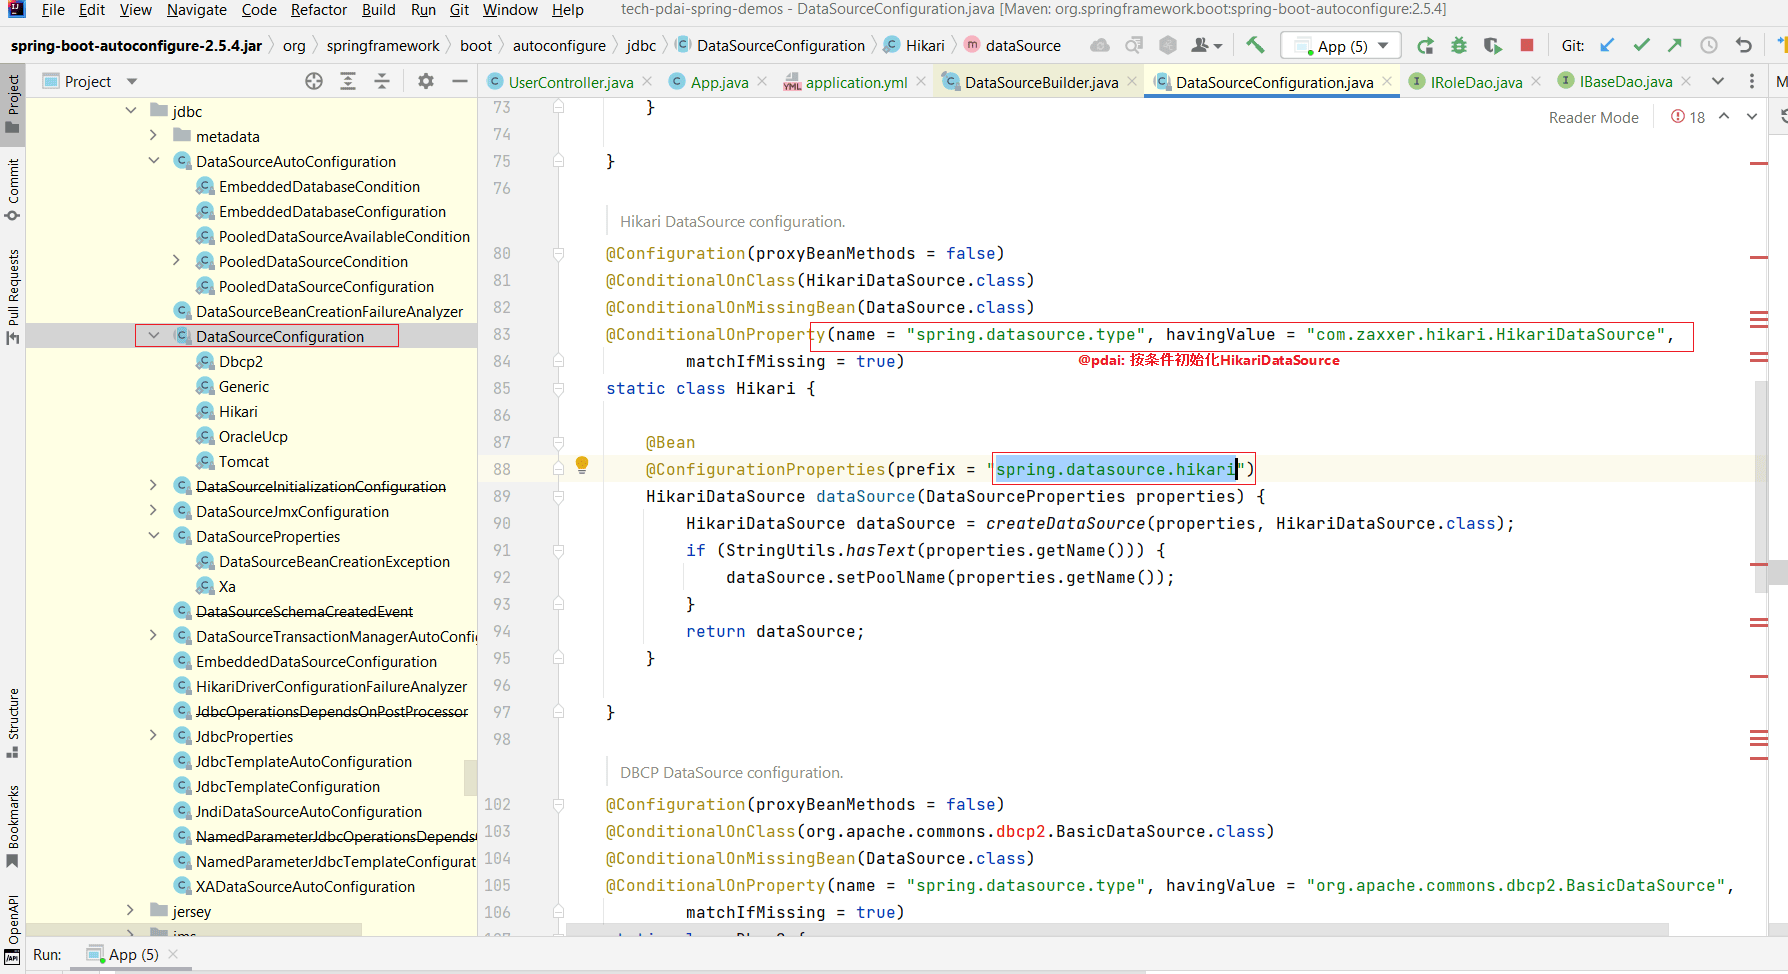 File Edit View Navigate Code Refactor Build Run Git Window Help tech-pdai-spring-demos - DataSourceConfiguration.java [Maven: org.springframework.boot:spring-boot-autoconfigure:2.5.4]
spring-boot-autoconfigure-2.5.4.jar org springframework boot autoconfigure jdbc DataSourceConfiguration Hikari dataSource App (5) Git:
Project
UserController.java App.java application.yml DataSourceBuilder.java DataSourceConfiguration.java IRoleDao.java IBaseDao.java
Project
Commit
Pull Requests
Structure
Bookmarks
OpenAPI
jdbc
metadata
DataSourceAutoConfiguration
EmbeddedDatabaseCondition
EmbeddedDatabaseConfiguration
PooledDataSourceAvailableCondition
PooledDataSourceCondition
PooledDataSourceConfiguration
DataSourceBeanCreationFailureAnalyzer
DataSourceConfiguration
Dbcp2
Generic
Hikari
OracleUcp
Tomcat
DataSourceInitializationConfiguration
DataSourceJmxConfiguration
DataSourceProperties
DataSourceBeanCreationException
Xa
DataSourceSchemaCreatedEvent
DataSourceTransactionManagerAutoConfi
EmbeddedDataSourceConfiguration
HikariDriverConfigurationFailureAnalyzer
JdbcOperationsDependsOnPostProcessor
JdbcProperties
JdbcTemplateAutoConfiguration
JdbcTemplateConfiguration
JndiDataSourceAutoConfiguration
NamedParameterJdbcOperationsDepends
NamedParameterJdbcTemplateConfigurat
XADataSourceAutoConfiguration
jersey
Reader Mode 18
73 }
74
75 }
76
Hikari DataSource configuration.
80 @Configuration(proxyBeanMethods = false)
81 @ConditionalOnClass(HikariDataSource.class)
82 @ConditionalOnMissingBean(DataSource.class)
83 @ConditionalOnProperty(name = "spring.datasource.type", havingValue = "com.zaxxer.hikari.HikariDataSource",
84 matchIfMissing = true)
@pdai: 按条件初始化HikariDataSource
85 static class Hikari {
86
87 @Bean
88 @ConfigurationProperties(prefix = "spring.datasource.hikari")
89 HikariDataSource dataSource(DataSourceProperties properties) {
90 HikariDataSource dataSource = createDataSource(properties, HikariDataSource.class);
91 if (StringUtils.hasText(properties.getName())) {
92 dataSource.setPoolName(properties.getName());
93 }
94 return dataSource;
95 }
96
97 }
98
DBCP DataSource configuration.
102 @Configuration(proxyBeanMethods = false)
103 @ConditionalOnClass(org.apache.commons.dbcp2.BasicDataSource.class)
104 @ConditionalOnMissingBean(DataSource.class)
105 @ConditionalOnProperty(name = "spring.datasource.type", havingValue = "org.apache.commons.dbcp2.BasicDataSource",
106 matchIfMissing = true)
Run: App (5)